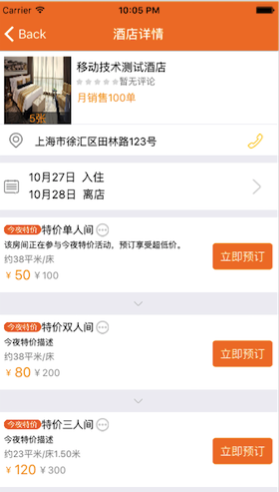 Carrier 10:05 PM
Back 酒店详情
移动技术测试酒店
暂无评论
5张
月销售100单
上海市徐汇区田林路123号
10月27日 入住
10月28日 离店
今夜特价 特价单人间
该房间正在参与今夜特价活动，预订享受超低价。
约38平米/床
¥ 50 ¥100
立即预订
今夜特价 特价双人间
今夜特价描述
约38平米/床
¥ 80 ¥200
立即预订
今夜特价 特价三人间
今夜特价描述
约23平米/床1.50米
¥ 120 ¥300
立即预订